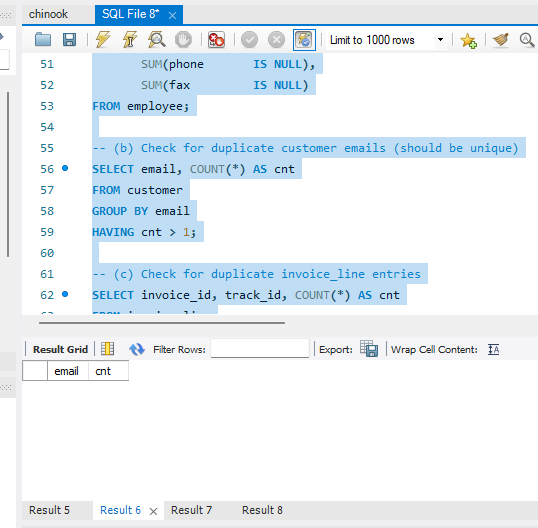 chinook
SQL File 8*
Limit to 1000 rows
51 SUM(phone IS NULL),
52 SUM(fax IS NULL)
53 FROM employee;
54
55 -- (b) Check for duplicate customer emails (should be unique)
56 SELECT email, COUNT(*) AS cnt
57 FROM customer
58 GROUP BY email
59 HAVING cnt > 1;
60
61 -- (c) Check for duplicate invoice_line entries
62 SELECT invoice_id, track_id, COUNT(*) AS cnt
Result Grid Filter Rows: Export: Wrap Cell Content:
email cnt
Result 5 Result 6 Result 7 Result 8